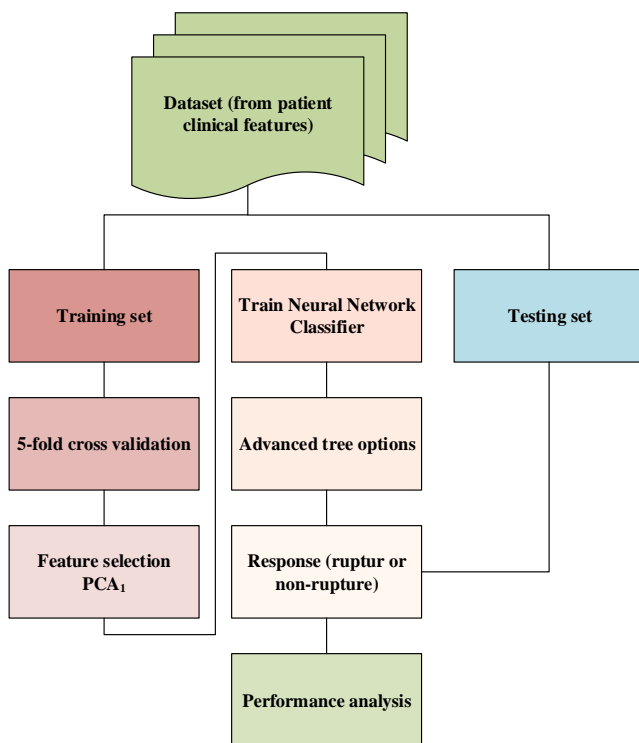 Dataset (from patient
clinical features)
Training set
5-fold cross validation
Feature selection
PCA₁
Train Neural Network
Classifier
Advanced tree options
Response (ruptur or
non-rupture)
Performance analysis
Testing set